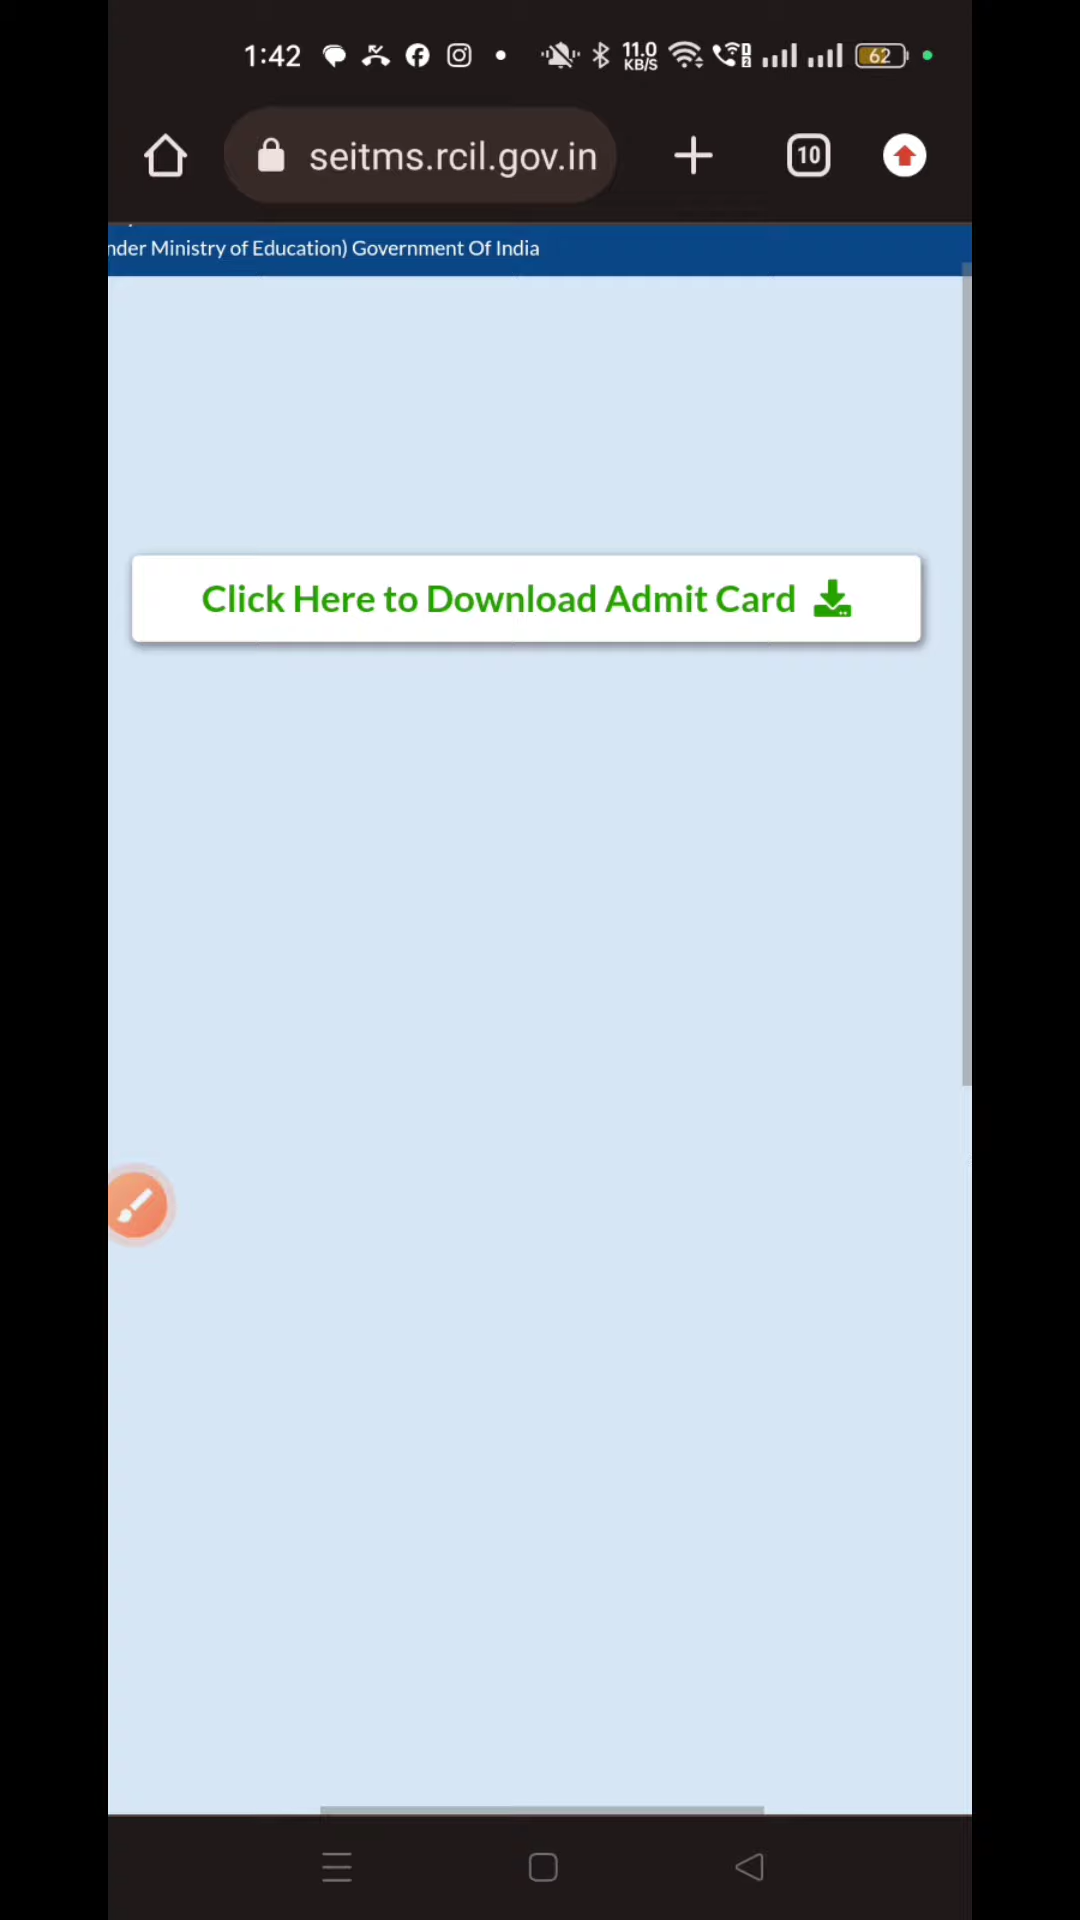 1:42
11.0
KB/S
62
seitms.rcil.gov.in
10
nder Ministry of Education) Government Of India
Click Here to Download Admit Card